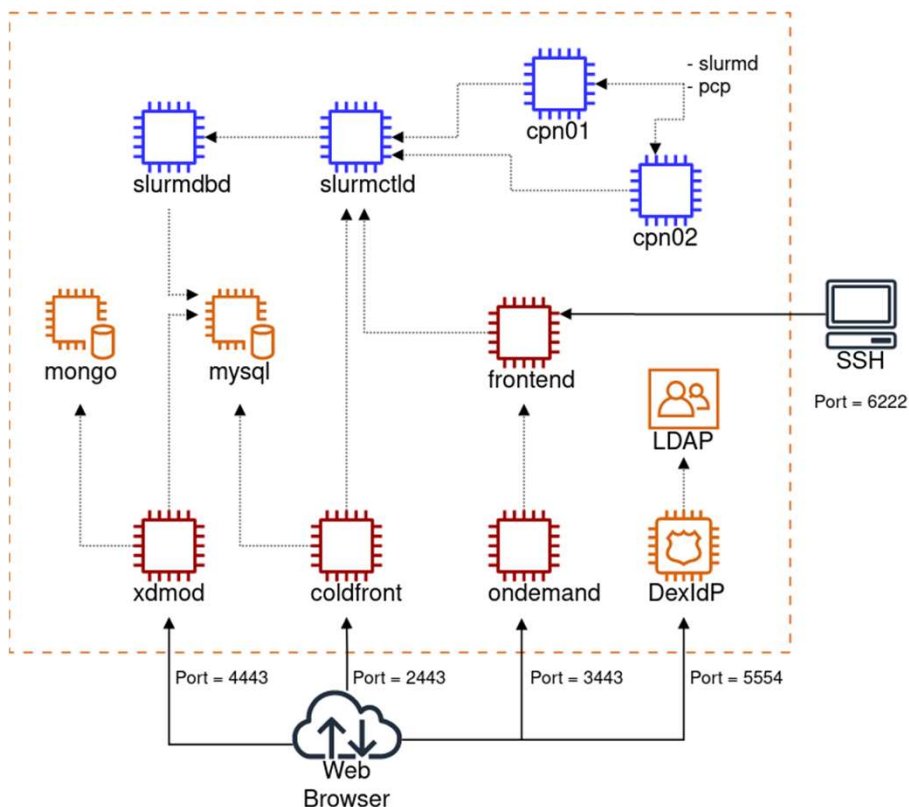 - slurmd
- pcp
cpn01
slurmdbd
slurmctld
cpn02
mongo
mysql
frontend
SSH
Port = 6222
LDAP
xdmod
coldfront
ondemand
DexIdP
Port = 4443
Port = 2443
Port = 3443
Port = 5554
Web
Browser